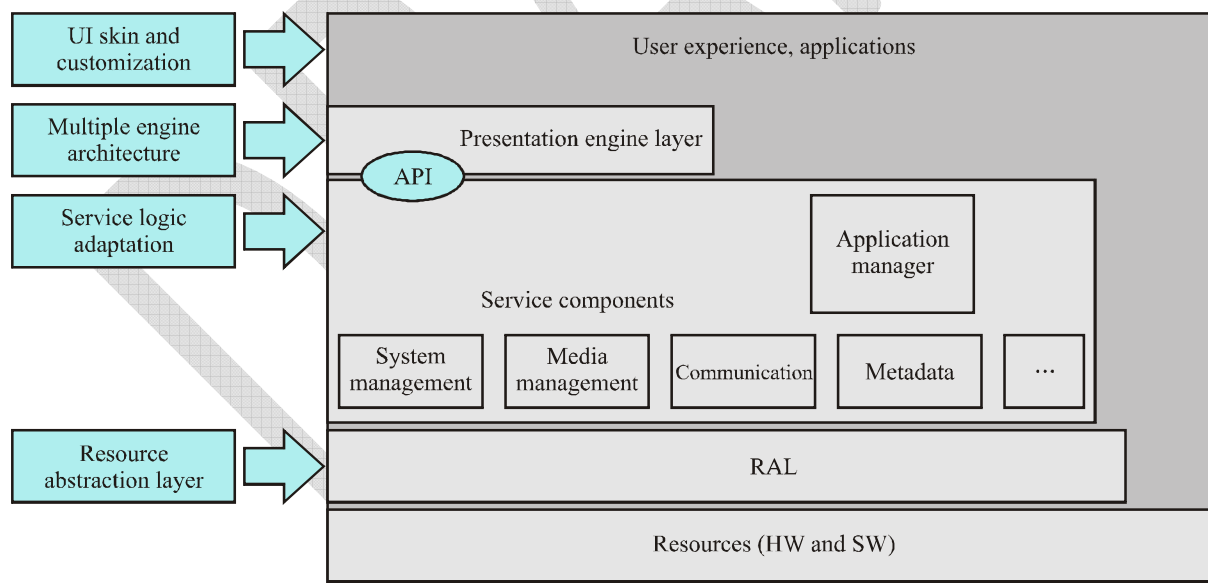 UI skin and
customization
User experience, applications
Multiple engine
architecture
Presentation engine layer
API
Service logic
adaptation
Application
manager
Service components
System
management
Media
management
Communication
Metadata
...
Resource
abstraction layer
RAL
Resources (HW and SW)